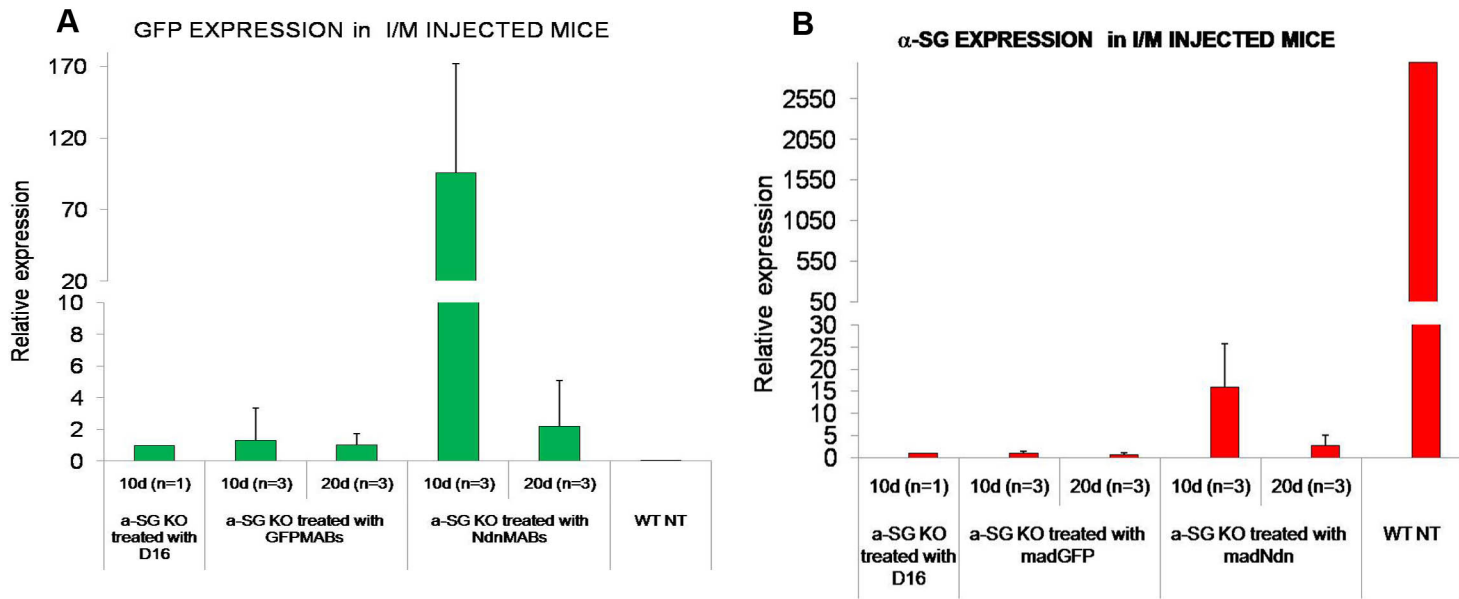 A
GFP EXPRESSION in I/M INJECTED MICE
Relative expression
170
120
70
20
10
8
6
4
2
0
10d (n=1)
10d (n=3)
20d (n=3)
10d (n=3)
20d (n=3)
a-SG KO
treated with
D16
a-SG KO treated with
GFPMABs
a-SG KO treated with
NdnMABs
WT NT
B
α-SG EXPRESSION in I/M INJECTED MICE
Relative expression
2550
2050
1550
1050
550
50
30
25
20
15
10
5
0
10d (n=1)
10d (n=3)
20d (n=3)
10d (n=3)
20d (n=3)
a-SG KO
treated with
D16
a-SG KO treated with
madGFP
a-SG KO treated with
madNdn
WT NT